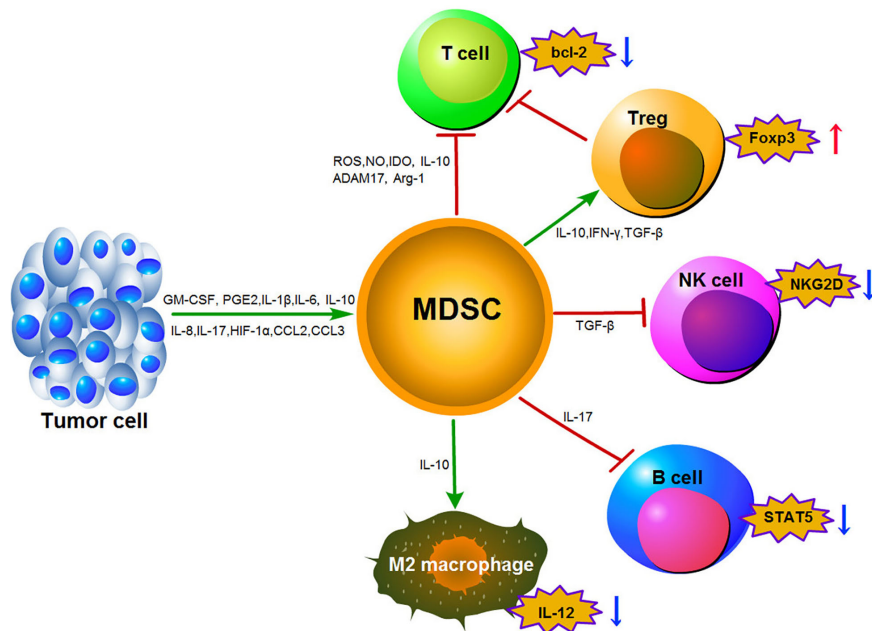 T cell
bcl-2
Treg
Foxp3
ROS,NO,IDO, IL-10
ADAM17, Arg-1
IL-10,IFN-γ,TGF-β
GM-CSF, PGE2,IL-1β,IL-6, IL-10
IL-8,IL-17,HIF-1α,CCL2,CCL3
MDSC
TGF-β
NK cell
NKG2D
Tumor cell
IL-17
IL-10
B cell
STAT5
M2 macrophage
IL-12